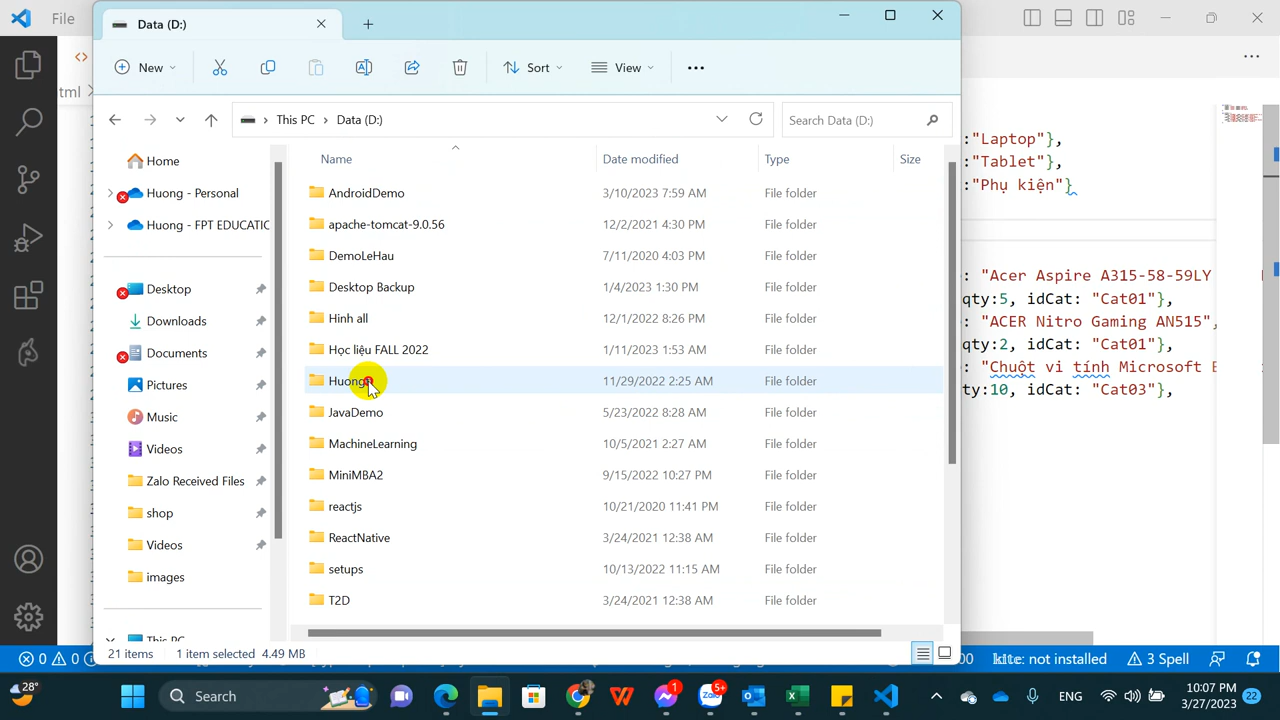 File
Data (D:)
New
Sort
View
This PC
Data (D:)
Search Data (D:)
Home
Huong - Personal
Huong - FPT EDUCATIC
Desktop
Downloads
Documents
Pictures
Music
Videos
Zalo Received Files
shop
Videos
images
This PC
Name Date modified Type Size
AndroidDemo 3/10/2023 7:59 AM File folder
apache-tomcat-9.0.56 12/2/2021 4:30 PM File folder
DemoLeHau 7/11/2020 4:03 PM File folder
Desktop Backup 1/4/2023 1:30 PM File folder
Hinh all 12/1/2022 8:26 PM File folder
Học liệu FALL 2022 1/11/2023 1:53 AM File folder
Huong 11/29/2022 2:25 AM File folder
JavaDemo 5/23/2022 8:28 AM File folder
MachineLearning 10/5/2021 2:27 AM File folder
MiniMBA2 9/15/2022 10:27 PM File folder
reactjs 10/21/2020 11:41 PM File folder
ReactNative 3/24/2021 12:38 AM File folder
setups 10/13/2022 11:15 AM File folder
T2D 3/24/2021 12:38 AM File folder
21 items 1 item selected 4.49 MB
tml
:"Laptop"},
:"Tablet"},
:"Phụ kiện"}
: "Acer Aspire A315-58-59LY
qty:5, idCat: "Cat01"},
: "ACER Nitro Gaming AN515",
qty:2, idCat: "Cat01"},
: "Chuột vi tính Microsoft
ty:10, idCat: "Cat03"},
0 0
kite: not installed 3 Spell
28°
Search
1
5+
ENG
10:07 PM
3/27/2023
22